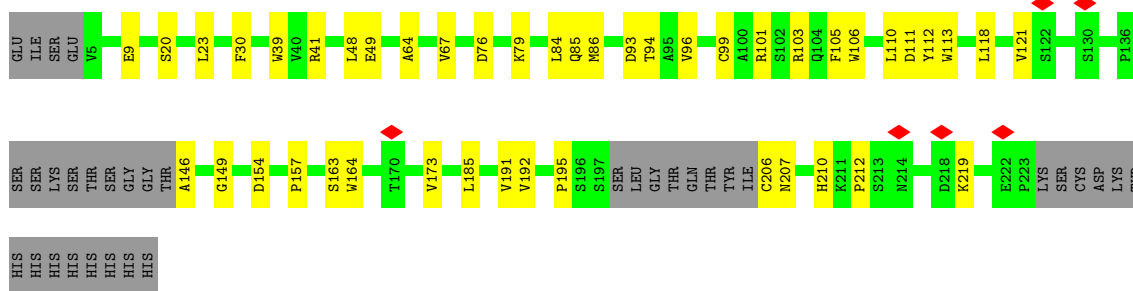 GLU ILE SER GLU V5 E9 S20 L23 F30 W39 V40 R41 L48 E49 A64 V67 D76 K79 L84 Q85 M86 D93 T94 A95 V96 C99 A100 R101 S102 R103 Q104 F105 W106 L110 D111 Y112 W113 L118 V121 S122 S130 P136
SER SER LYS SER THR SER GLY GLY THR A146 G149 D154 P157 S163 W164 T170 V173 L185 V191 V192 P195 S196 S197 SER LEU GLY THR GLN THR TYR ILE C206 N207 H210 K211 P212 S213 N214 D218 K219 E222 P223 LYS SER CYS ASP LYS
HIS HIS HIS HIS HIS HIS HIS HIS